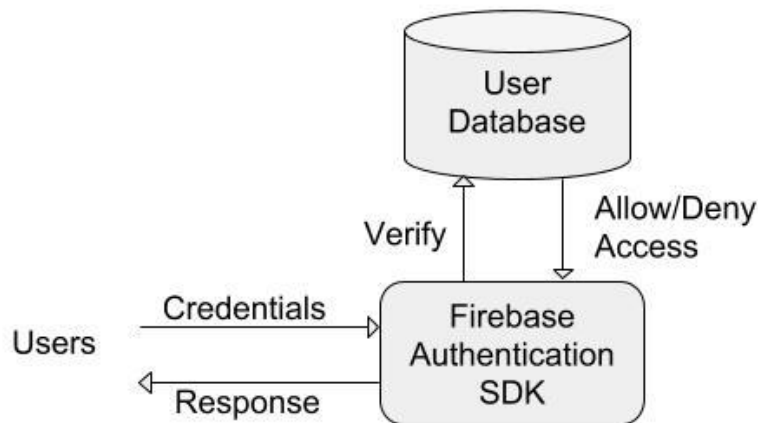 User
Database
Verify
Allow/Deny
Access
Credentials
Users
Response
Firebase
Authentication
SDK